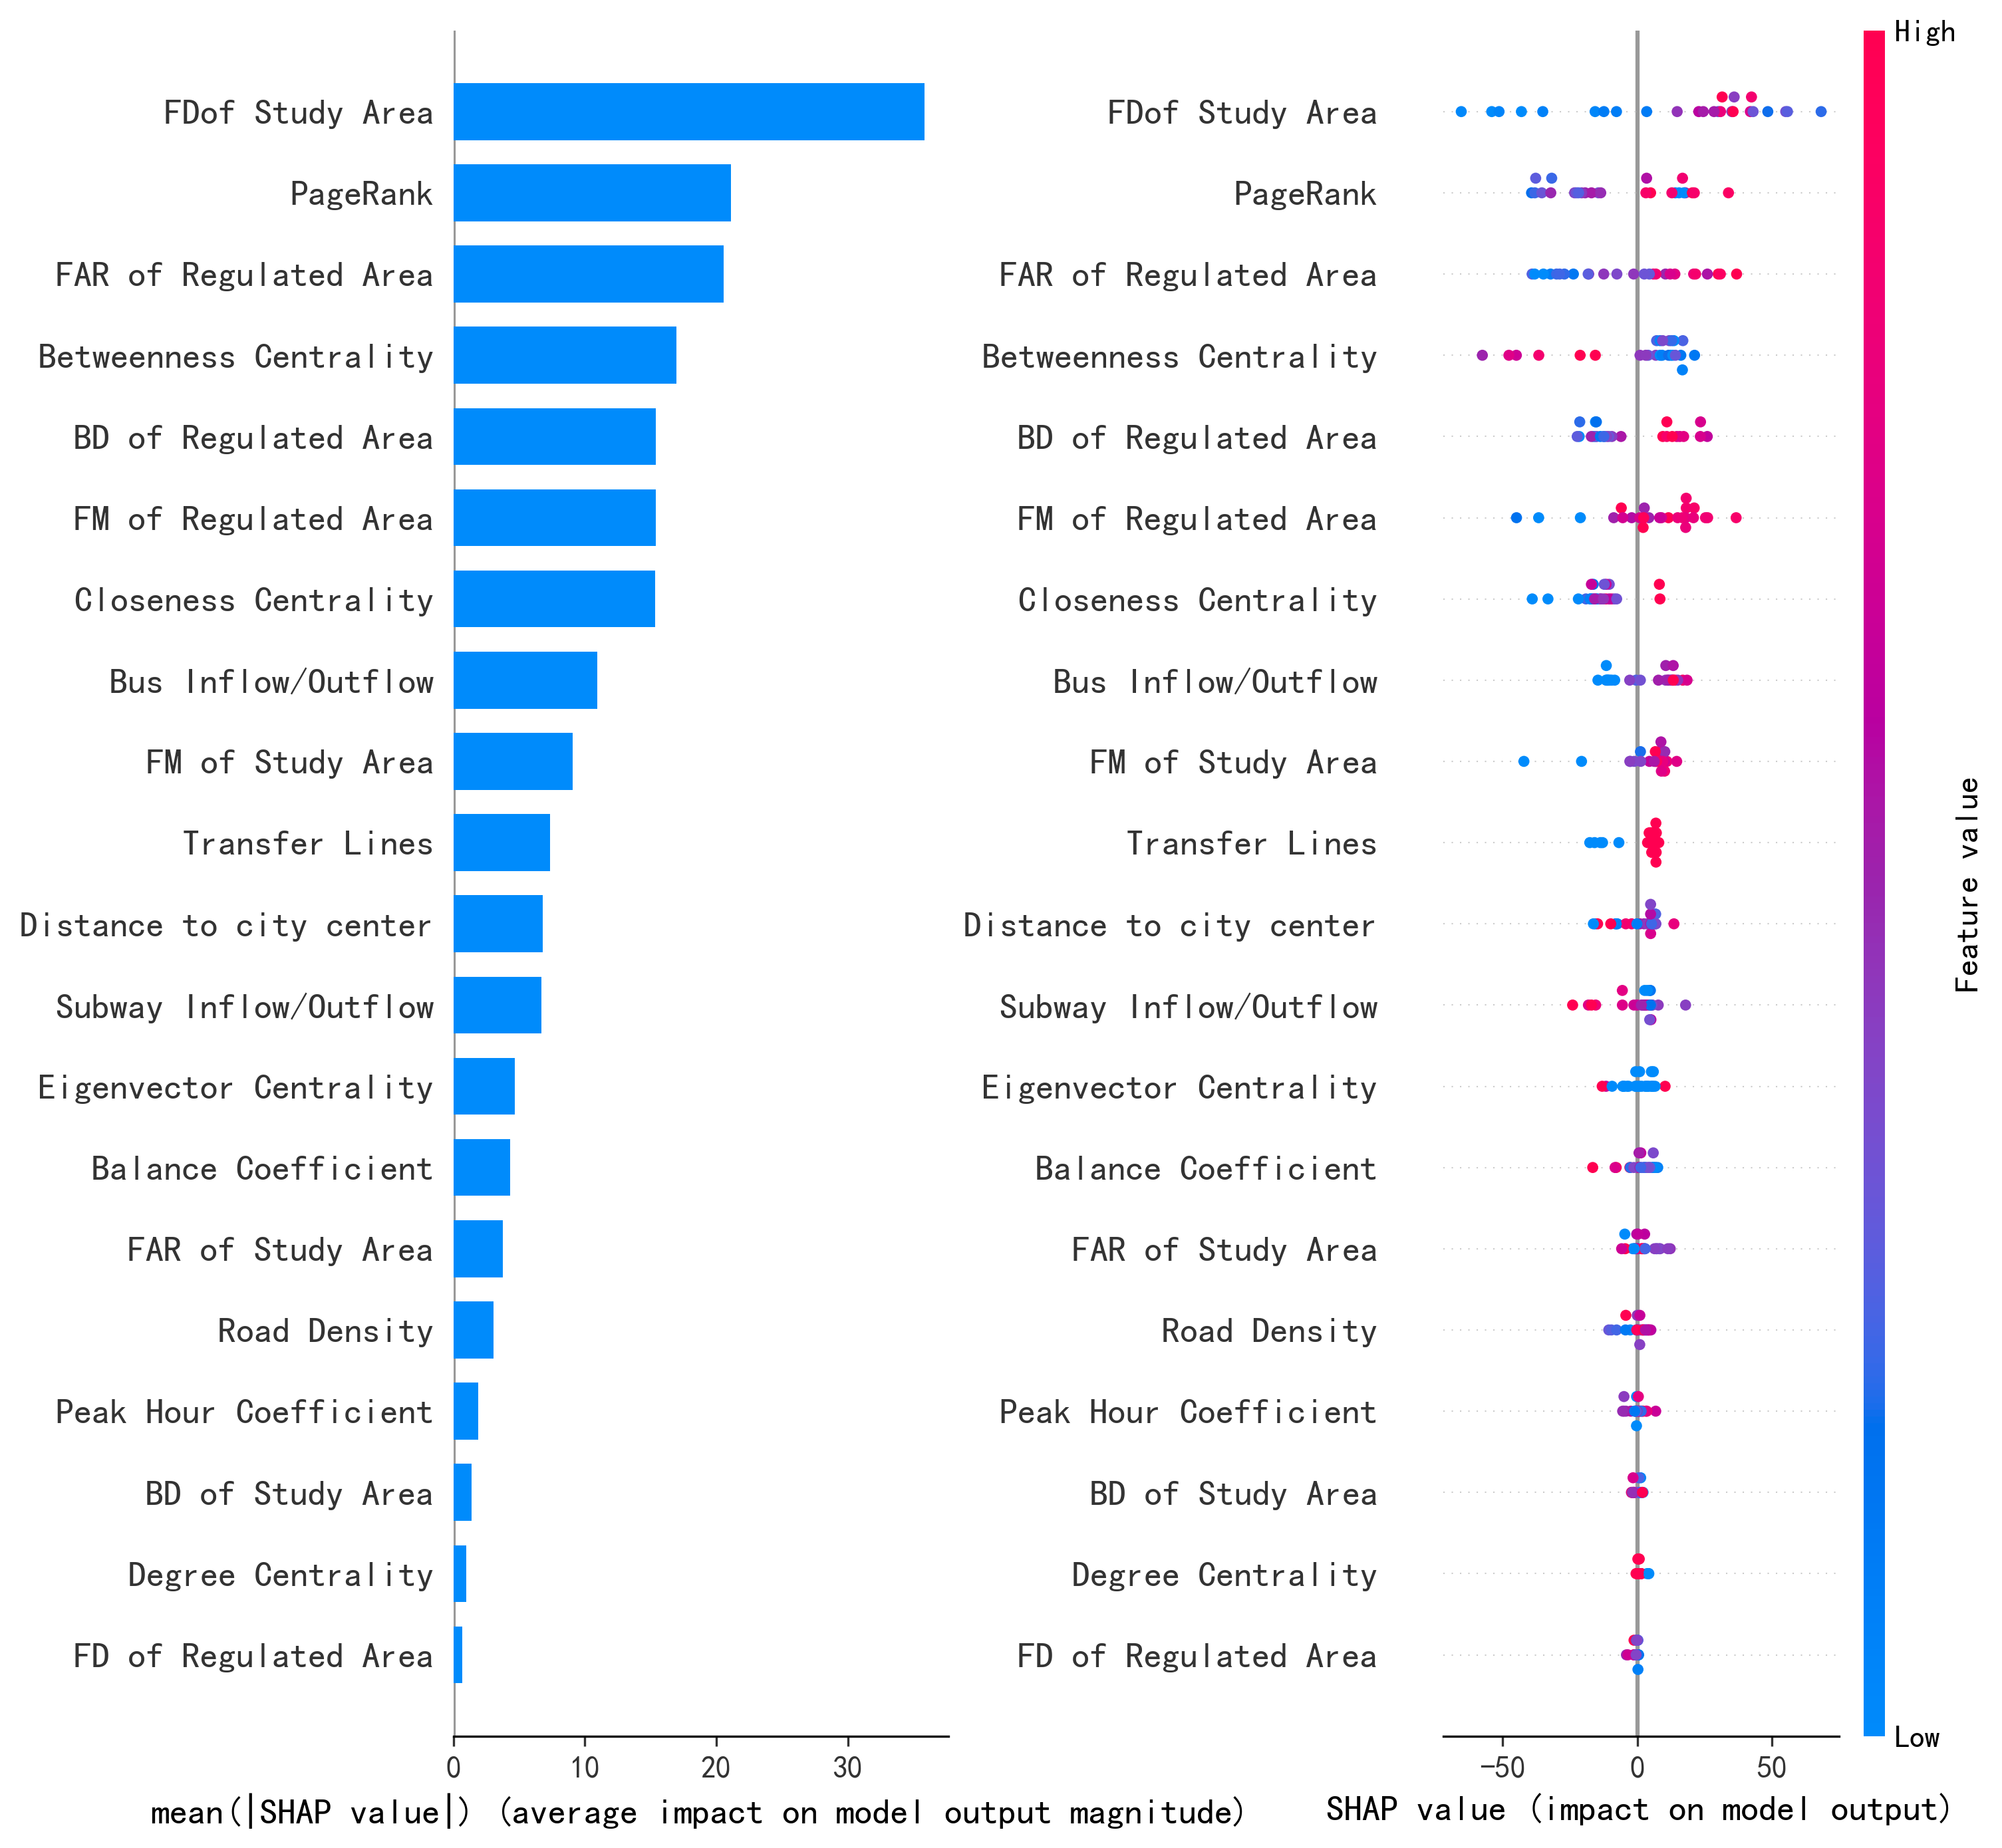 FDof Study Area
PageRank
FAR of Regulated Area
Betweenness Centrality
BD of Regulated Area
FM of Regulated Area
Closeness Centrality
Bus Inflow/Outflow
FM of Study Area
Transfer Lines
Distance to city center
Subway Inflow/Outflow
Eigenvector Centrality
Balance Coefficient
FAR of Study Area
Road Density
Peak Hour Coefficient
BD of Study Area
Degree Centrality
FD of Regulated Area
0 10 20 30
mean(|SHAP value|) (average impact on model output magnitude)
FDof Study Area
PageRank
FAR of Regulated Area
Betweenness Centrality
BD of Regulated Area
FM of Regulated Area
Closeness Centrality
Bus Inflow/Outflow
FM of Study Area
Transfer Lines
Distance to city center
Subway Inflow/Outflow
Eigenvector Centrality
Balance Coefficient
FAR of Study Area
Road Density
Peak Hour Coefficient
BD of Study Area
Degree Centrality
FD of Regulated Area
−50 0 50
SHAP value (impact on model output)
High
Feature value
Low